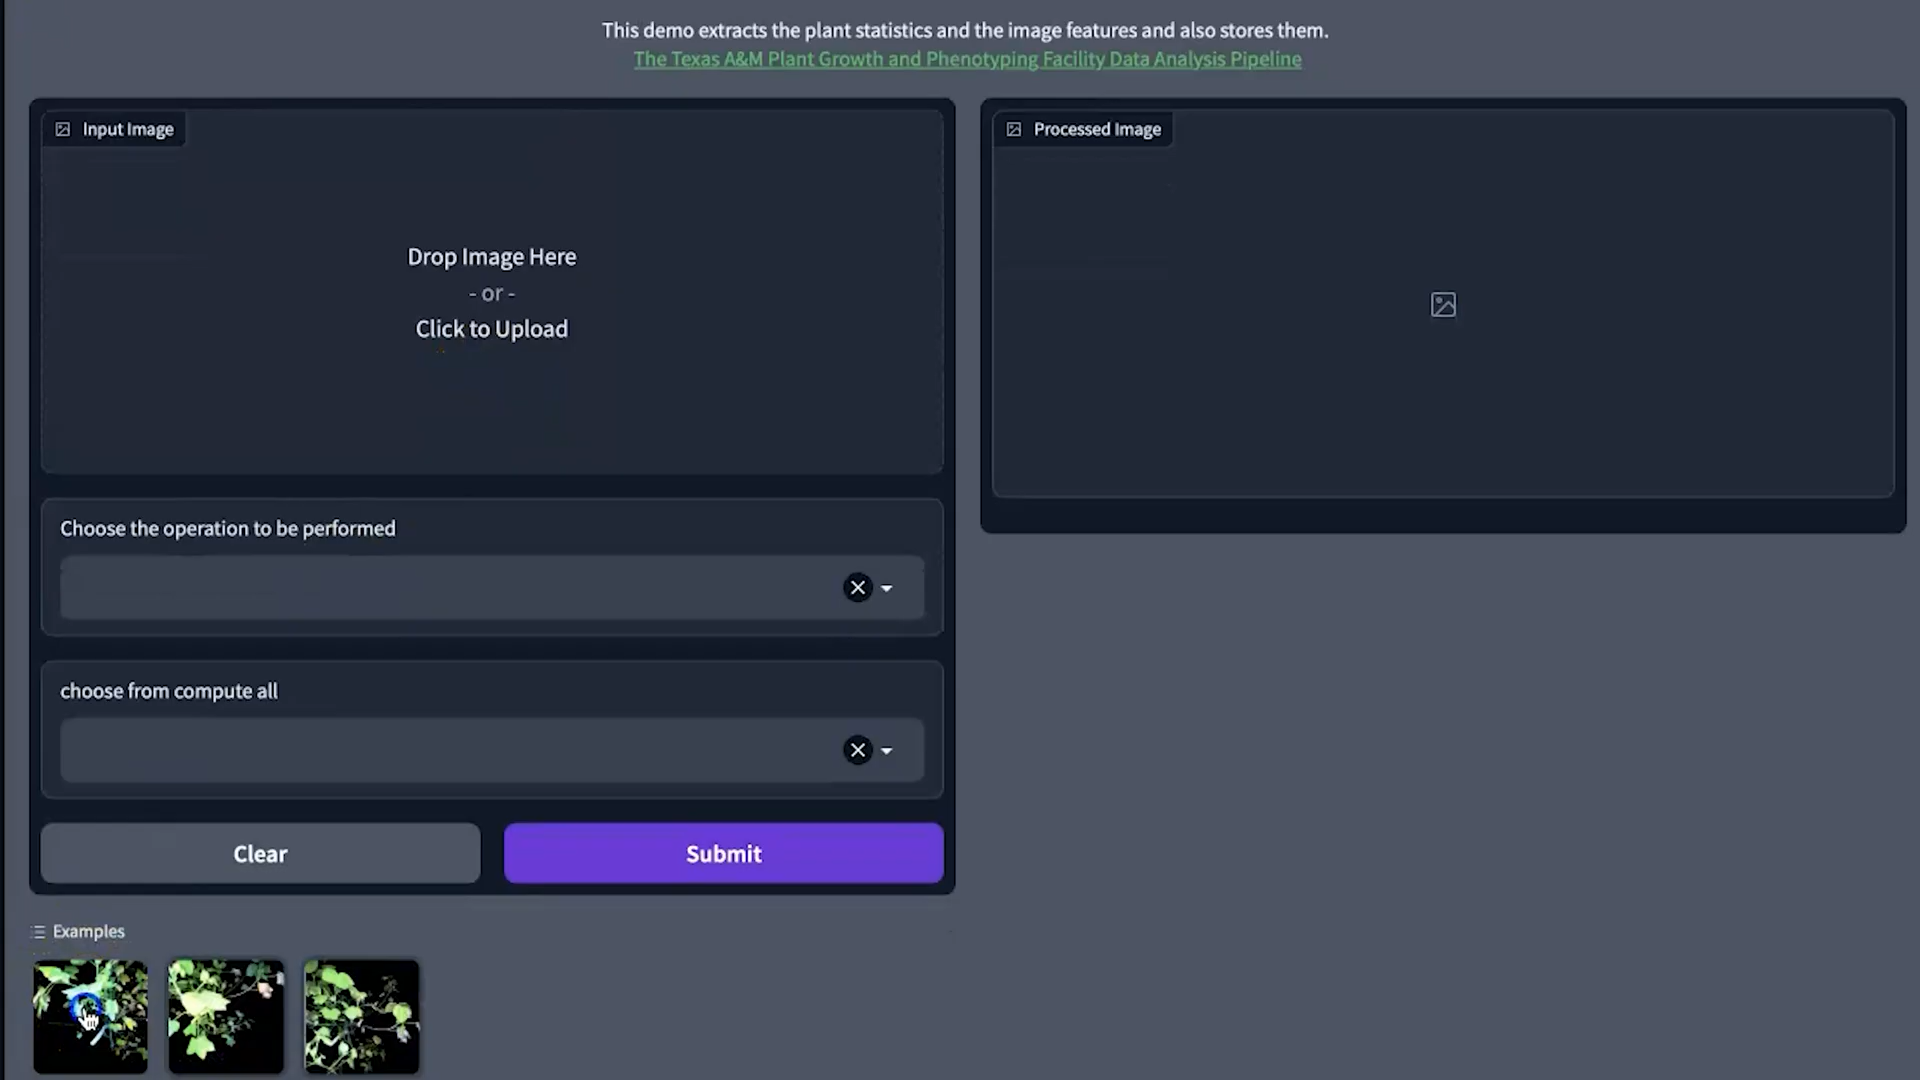 This demo extracts the plant statistics and the image features and also stores them.
The Texas A&M Plant Growth and Phenotyping Facility Data Analysis Pipeline
Input Image
Processed Image
Drop Image Here
- or -
Click to Upload
Choose the operation to be performed
choose from compute all
Clear
Submit
Examples